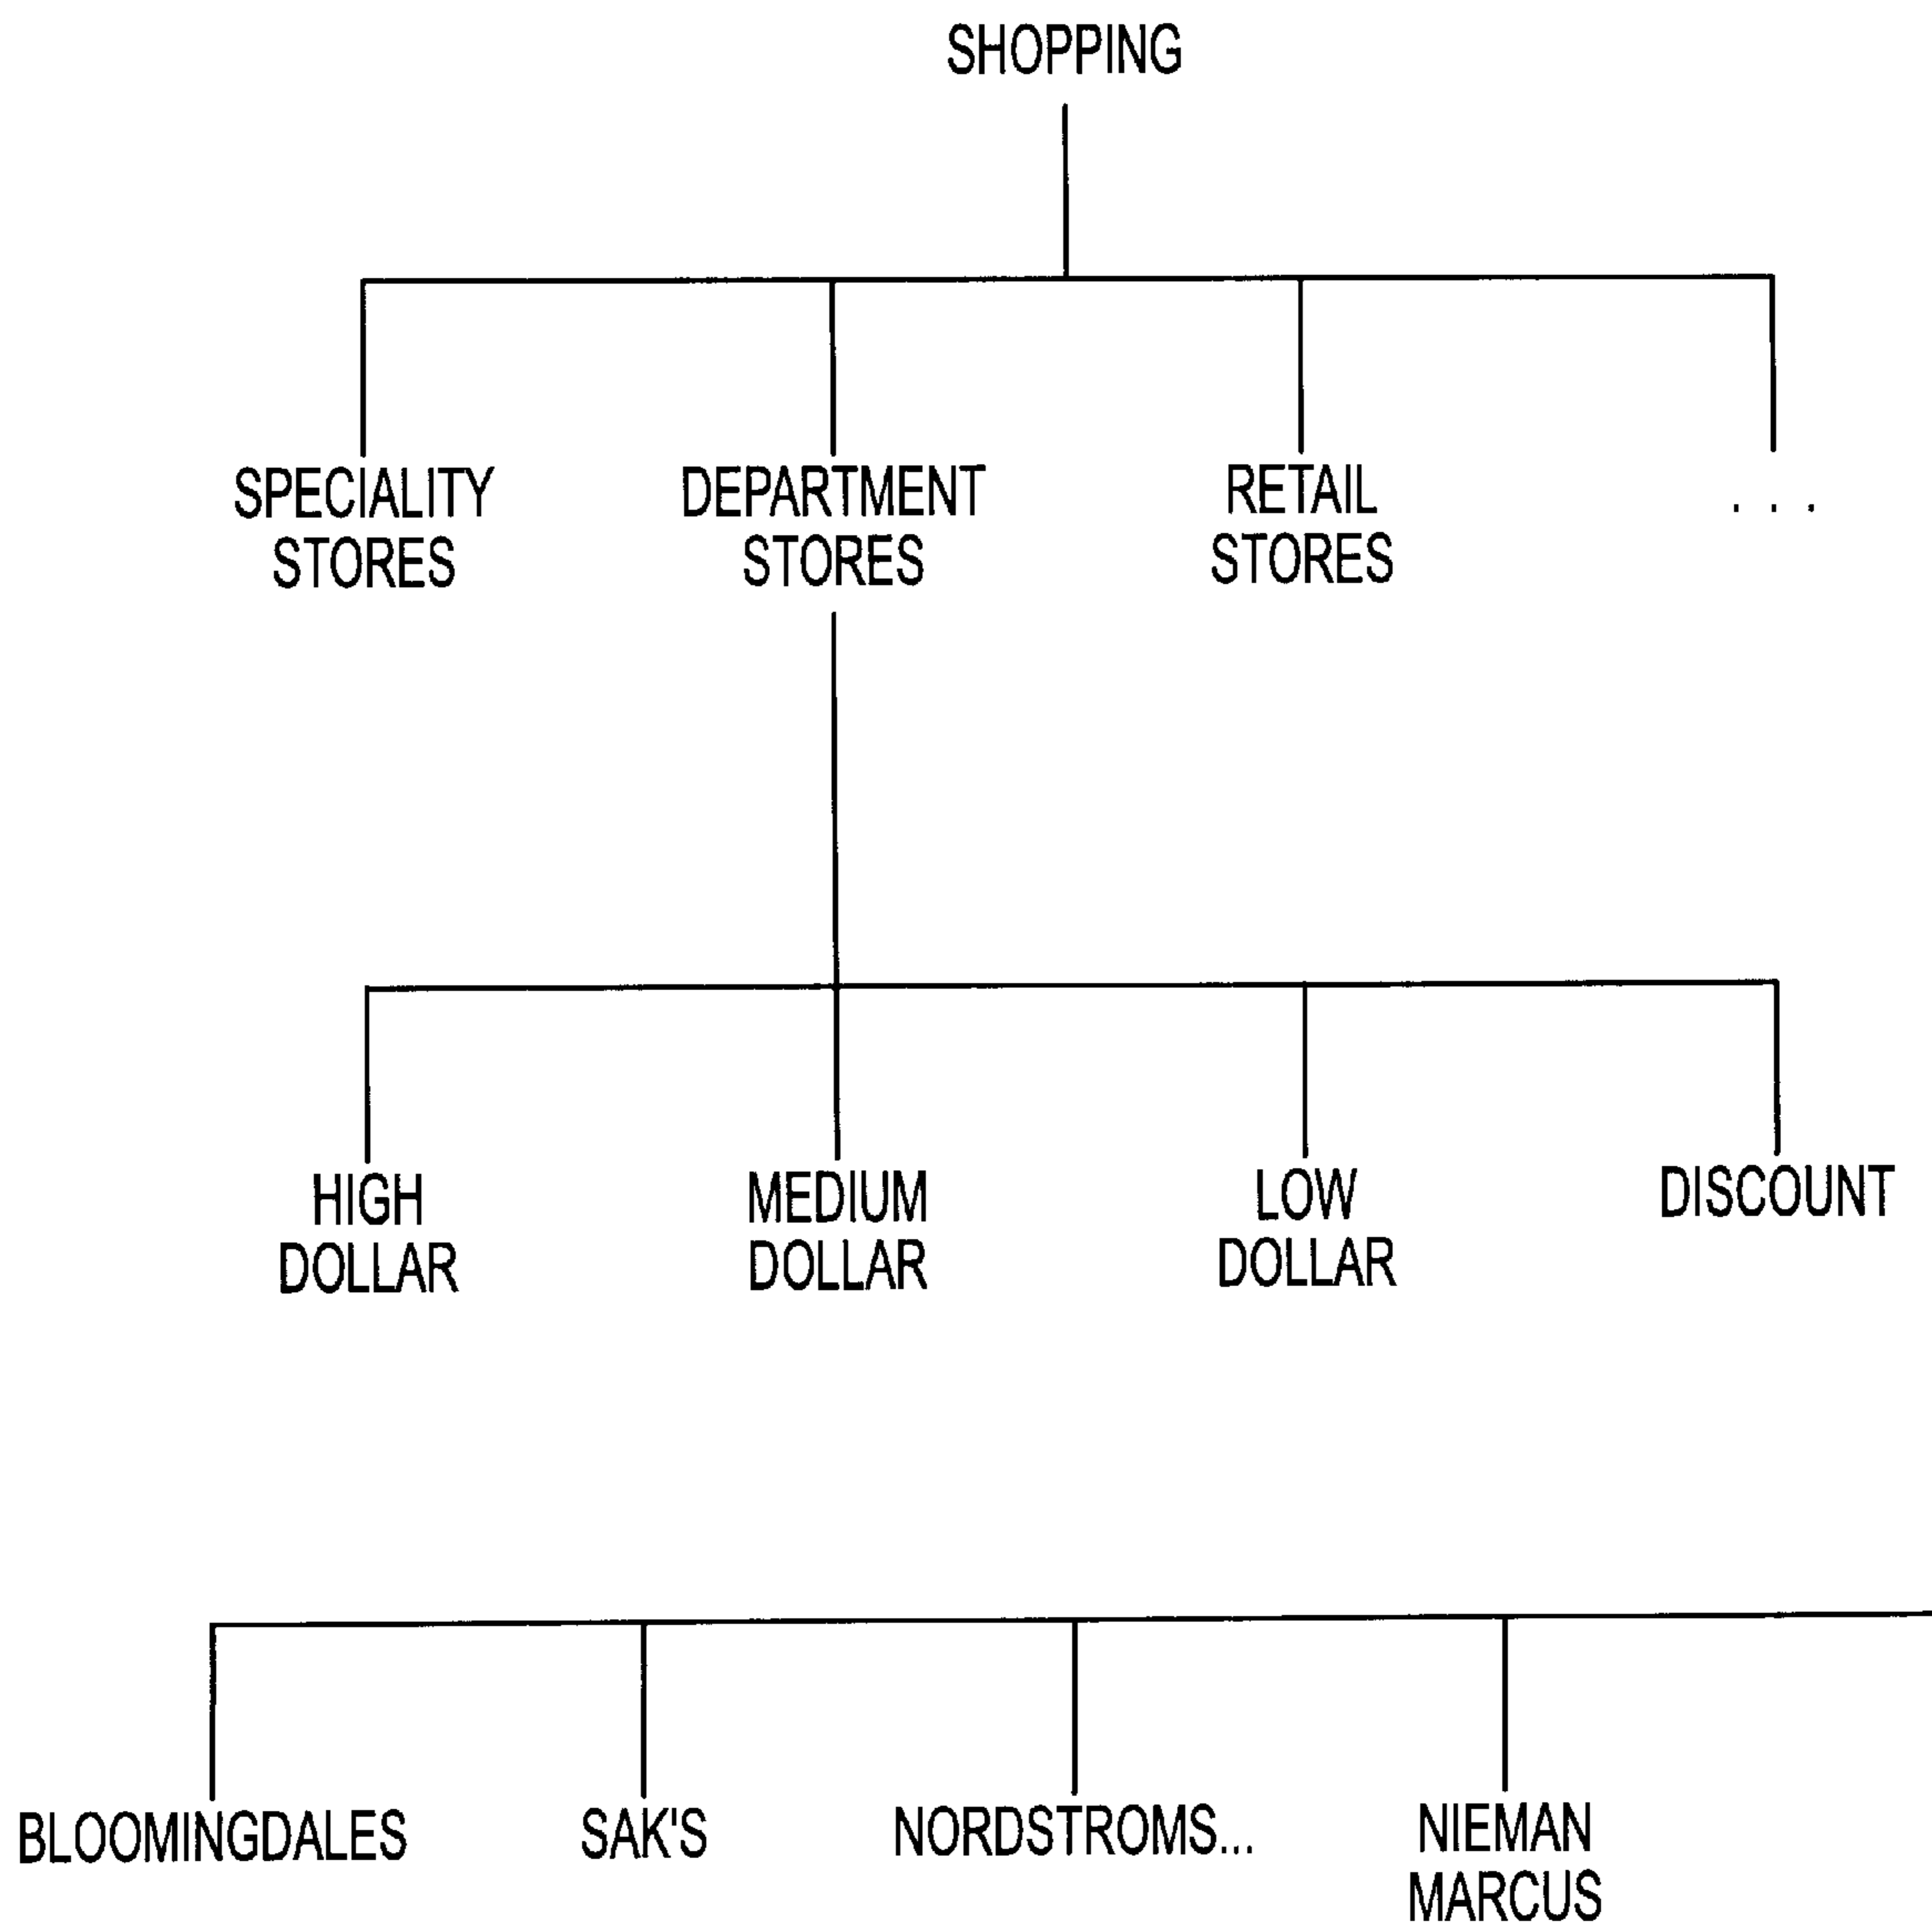 SHOPPING
SPECIALITY
STORES
DEPARTMENT
STORES
RETAIL
STORES
. . .
HIGH
DOLLAR
MEDIUM
DOLLAR
LOW
DOLLAR
DISCOUNT
BLOOMINGDALES
SAK'S
NORDSTROMS...
NIEMAN
MARCUS